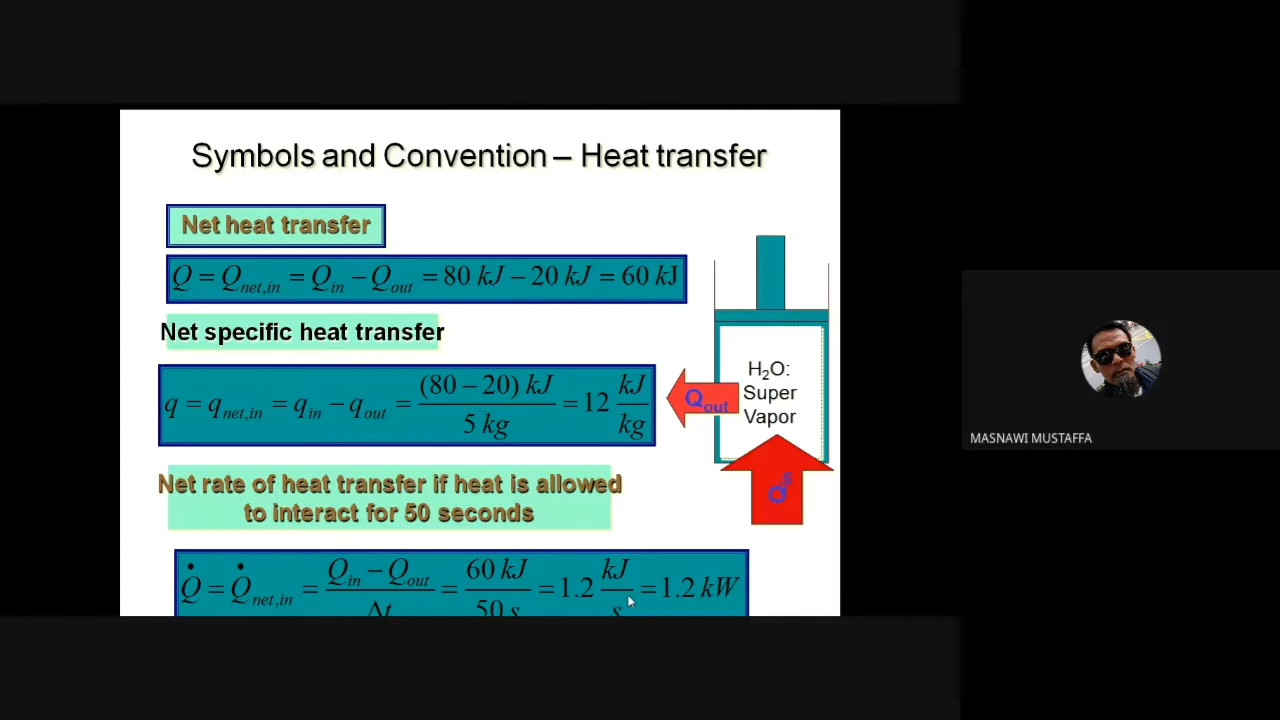 Symbols and Convention – Heat transfer
Net heat transfer
Q = Q_net,in = Q_in − Q_out = 80 kJ − 20 kJ = 60 kJ
Net specific heat transfer
q = q_net,in = q_in − q_out = (80 − 20) kJ / 5 kg = 12 kJ / kg
H₂O:
Super
Vapor
Q_out
Q_in
Net rate of heat transfer if heat is allowed
to interact for 50 seconds
Q̇ = Q̇_net,in = Q_in − Q_out / Δt = 60 kJ / 50 s = 1.2 kJ / s = 1.2 kW
MASNAWI MUSTAFFA